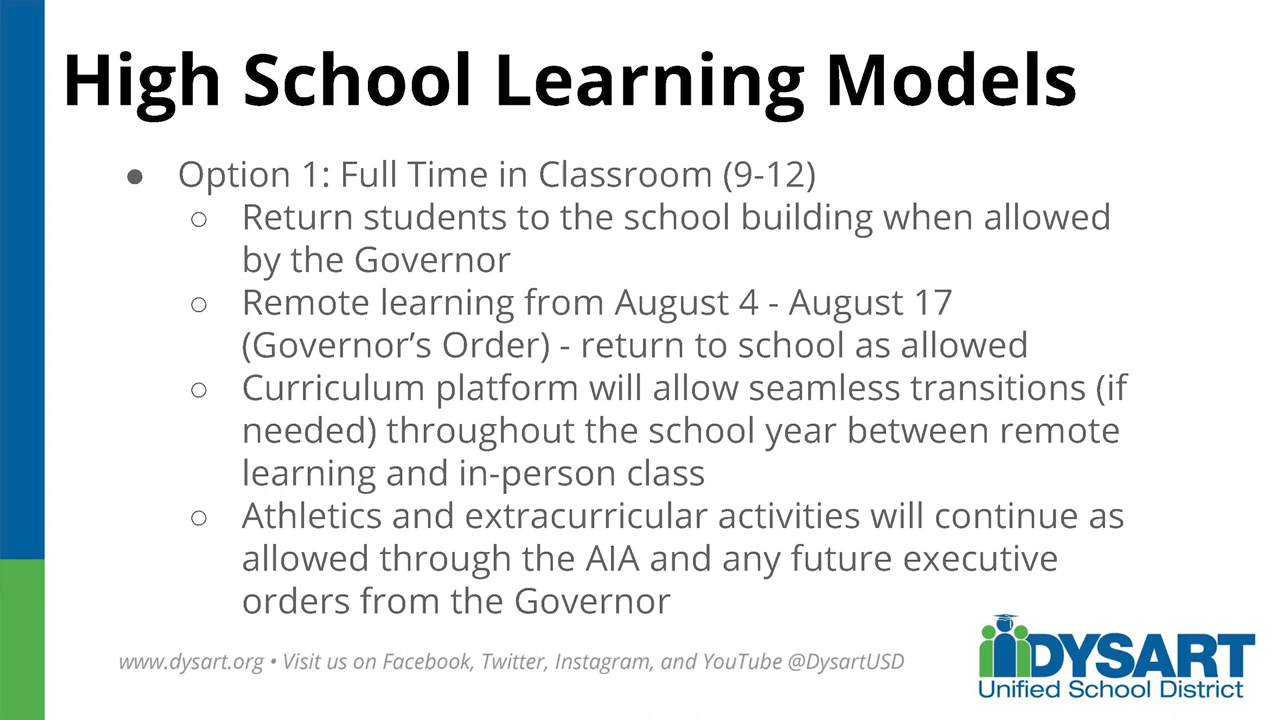 High School Learning Models
● Option 1: Full Time in Classroom (9-12)
○ Return students to the school building when allowed
by the Governor
○ Remote learning from August 4 - August 17
(Governor’s Order) - return to school as allowed
○ Curriculum platform will allow seamless transitions (if
needed) throughout the school year between remote
learning and in-person class
○ Athletics and extracurricular activities will continue as
allowed through the AIA and any future executive
orders from the Governor
www.dysart.org • Visit us on Facebook, Twitter, Instagram, and YouTube @DysartUSD
DYSART
Unified School District